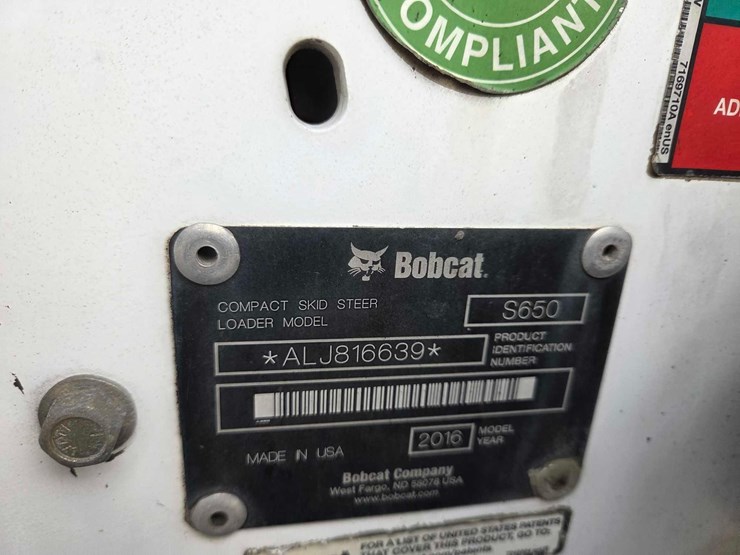 OMPLIANT
7169710A enUS
AD
Bobcat
COMPACT SKID STEER
LOADER MODEL
S650
*ALJ816639*
PRODUCT
IDENTIFICATION
NUMBER
MADE IN USA
2016
MODEL
YEAR
Bobcat Company
West Fargo, ND 58078 USA
www.bobcat.com
FOR A LIST OF UNITED STATES PATENTS
THAT COVER THIS PRODUCT, GO TO: